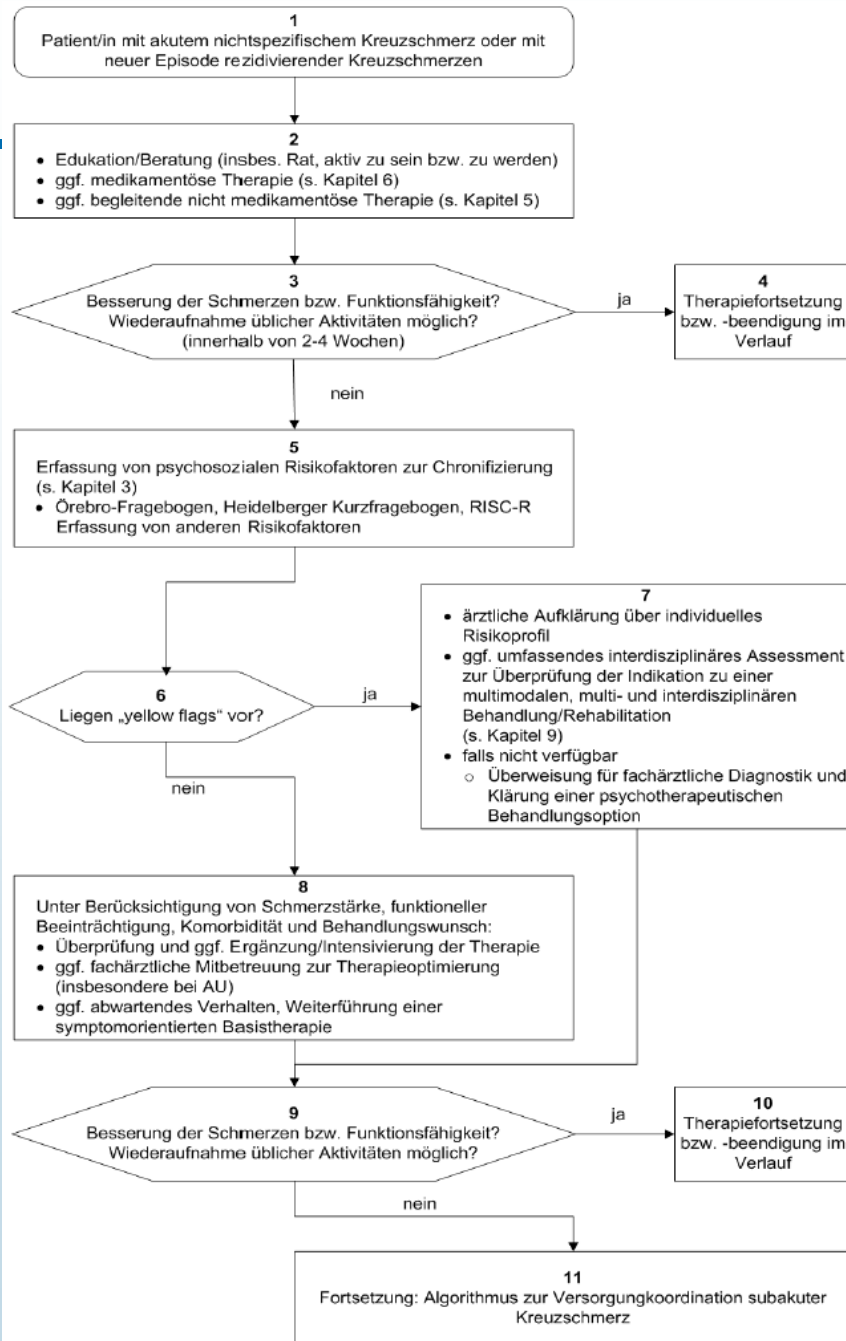 1
Patient/in mit akutem nichtspezifischem Kreuzschmerz oder mit
neuer Episode rezidivierender Kreuzschmerzen
2
• Edukation/Beratung (insbes. Rat, aktiv zu sein bzw. zu werden)
• ggf. medikamentöse Therapie (s. Kapitel 6)
• ggf. begleitende nicht medikamentöse Therapie (s. Kapitel 5)
3
Besserung der Schmerzen bzw. Funktionsfähigkeit?
Wiederaufnahme üblicher Aktivitäten möglich?
(innerhalb von 2-4 Wochen)
ja
4
Therapiefortsetzung
bzw. -beendigung im
Verlauf
nein
5
Erfassung von psychosozialen Risikofaktoren zur Chronifizierung
(s. Kapitel 3)
• Örebro-Fragebogen, Heidelberger Kurzfragebogen, RISC-R
Erfassung von anderen Risikofaktoren
6
Liegen „yellow flags“ vor?
ja
7
• ärztliche Aufklärung über individuelles
Risikoprofil
• ggf. umfassendes interdisziplinäres Assessment
zur Überprüfung der Indikation zu einer
multimodalen, multi- und interdisziplinären
Behandlung/Rehabilitation
(s. Kapitel 9)
• falls nicht verfügbar
○ Überweisung für fachärztliche Diagnostik und
Klärung einer psychotherapeutischen
Behandlungsoption
nein
8
Unter Berücksichtigung von Schmerzstärke, funktioneller
Beeinträchtigung, Komorbidität und Behandlungswunsch:
• Überprüfung und ggf. Ergänzung/Intensivierung der Therapie
• ggf. fachärztliche Mitbetreuung zur Therapieoptimierung
(insbesondere bei AU)
• ggf. abwartendes Verhalten, Weiterführung einer
symptomorientierten Basistherapie
9
Besserung der Schmerzen bzw. Funktionsfähigkeit?
Wiederaufnahme üblicher Aktivitäten möglich?
ja
10
Therapiefortsetzung
bzw. -beendigung im
Verlauf
nein
11
Fortsetzung: Algorithmus zur Versorgungkoordination subakuter
Kreuzschmerz